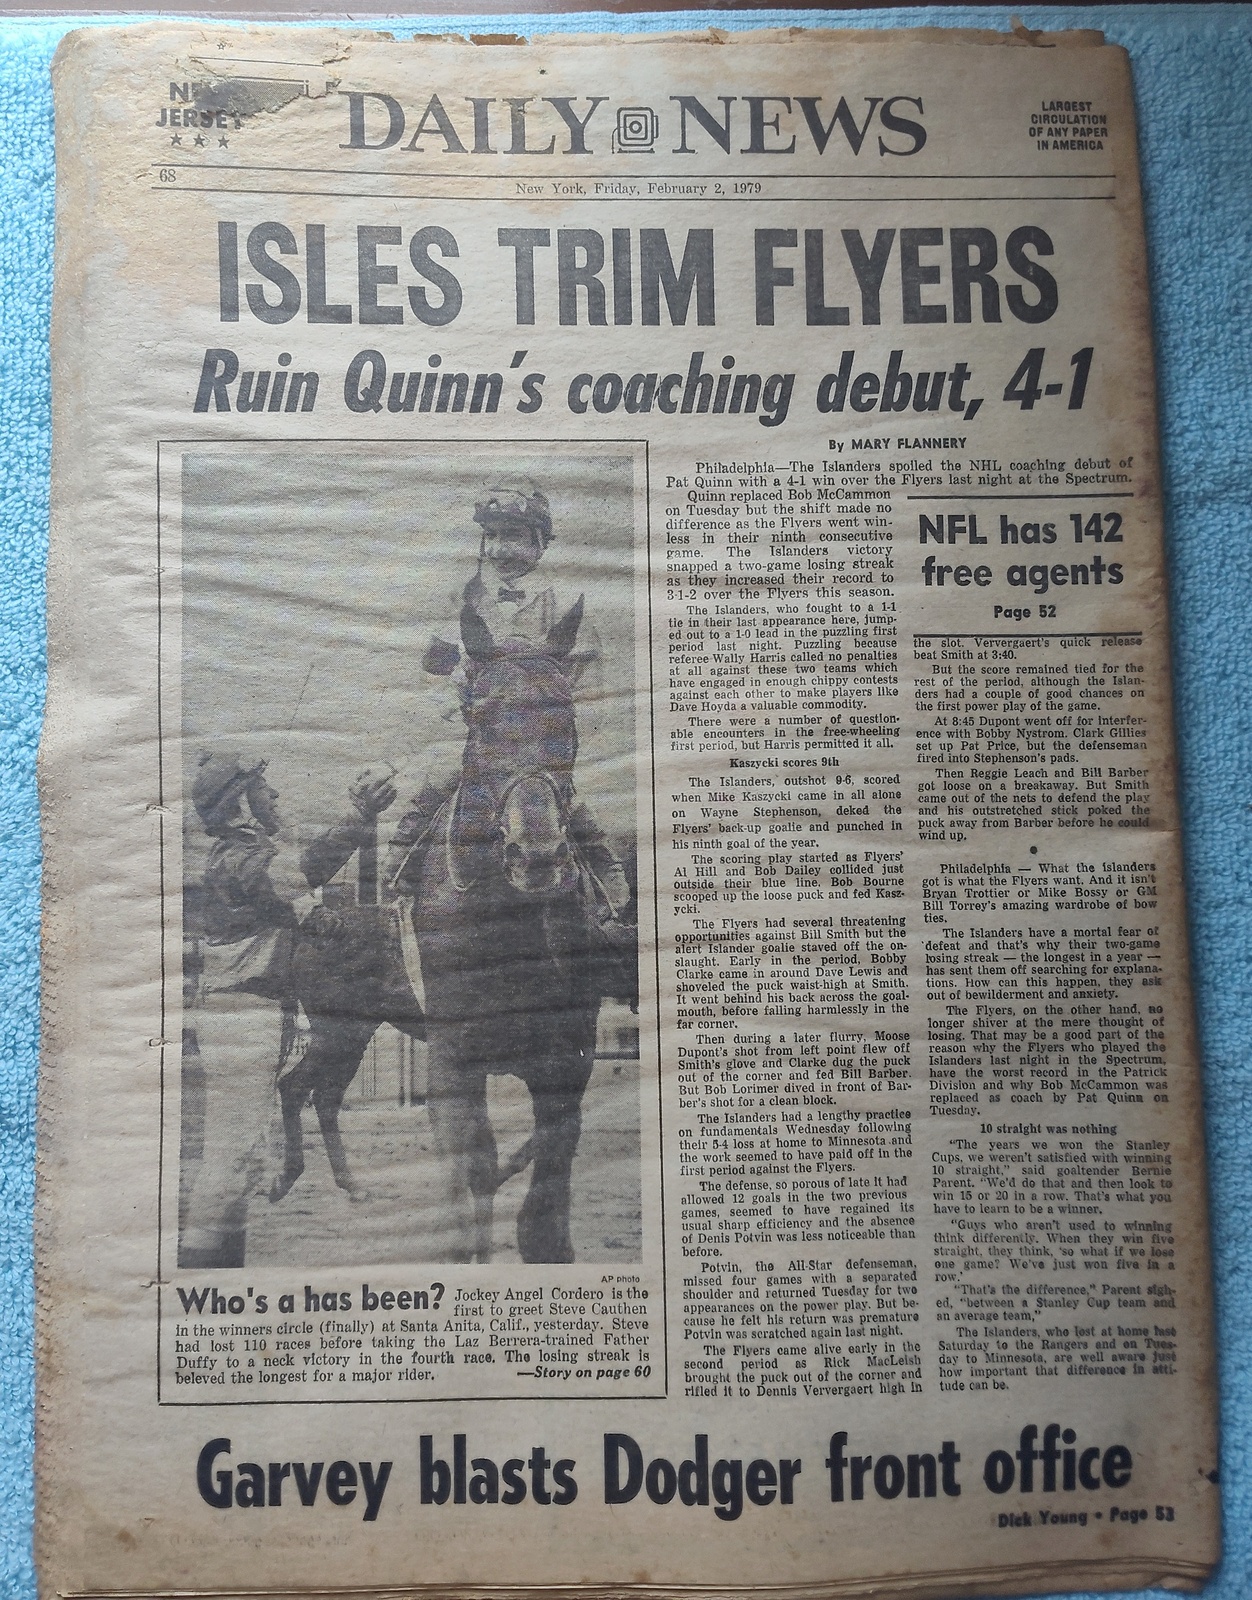 JERSEY
★ ★ ★
DAILY NEWS
LARGEST
CIRCULATION
OF ANY PAPER
IN AMERICA
68
New York, Friday, February 2, 1979
ISLES TRIM FLYERS
Ruin Quinn's coaching debut, 4-1
By MARY FLANNERY
Philadelphia—The Islanders spoiled the NHL coaching debut of
Pat Quinn with a 4-1 win over the Flyers last night at the Spectrum.
Quinn replaced Bob McCammon
on Tuesday but the shift made no
difference as the Flyers went win-
less in their ninth consecutive
game. The Islanders victory
snapped a two-game losing streak
as they increased their record to
3-1-2 over the Flyers this season.
The Islanders, who fought to a 1-1
tie in their last appearance here, jump-
ed out to a 1-0 lead in the puzzling first
period last night. Puzzling because
referee Wally Harris called no penalties
at all against these two teams which
have engaged in enough chippy contests
against each other to make players like
Dave Hoyda a valuable commodity.
There were a number of question-
able encounters in the free-wheeling
first period, but Harris permitted it all.
Kaszycki scores 9th
The Islanders, outshot 9-6, scored
when Mike Kaszycki came in all alone
on Wayne Stephenson, deked the
Flyers' back-up goalie and punched in
his ninth goal of the year.
The scoring play started as Flyers'
Al Hill and Bob Dailey collided just
outside their blue line. Bob Bourne
scooped up the loose puck and fed Kasz-
ycki.
The Flyers had several threatening
opportunities against Bill Smith but the
alert Islander goalie staved off the on-
slaught. Early in the period, Bobby
Clarke came in around Dave Lewis and
shoveled the puck waist-high at Smith.
It went behind his back across the goal-
mouth, before falling harmlessly in the
far corner.
Then during a later flurry, Moose
Dupont's shot from left point flew off
Smith's glove and Clarke dug the puck
out of the corner and fed Bill Barber.
But Bob Lorimer dived in front of Bar-
ber's shot for a clean block.
The Islanders had a lengthy practice
on fundamentals Wednesday following
their 5-4 loss at home to Minnesota and
the work seemed to have paid off in the
first period against the Flyers.
The defense, so porous of late it had
allowed 12 goals in the two previous
games, seemed to have regained its
usual sharp efficiency and the absence
of Denis Potvin was less noticeable than
before.
Potvin, the All-Star defenseman,
missed four games with a separated
shoulder and returned Tuesday for two
appearances on the power play. But be-
cause he felt his return was premature
Potvin was scratched again last night.
The Flyers came alive early in the
second period as Rick MacLeish
brought the puck out of the corner and
rifled it to Dennis Ververgaert high in
NFL has 142
free agents
Page 52
the slot. Ververgaert's quick release
beat Smith at 3:40.
But the score remained tied for the
rest of the period, although the Islan-
ders had a couple of good chances on
the first power play of the game.
At 8:45 Dupont went off for interfer-
ence with Bobby Nystrom. Clark Gillies
set up Pat Price, but the defenseman
fired into Stephenson's pads.
Then Reggie Leach and Bill Barber
got loose on a breakaway. But Smith
came out of the nets to defend the play
and his outstretched stick poked the
puck away from Barber before he could
wind up.
●
Philadelphia — What the Islanders
got is what the Flyers want. And it isn't
Bryan Trottier or Mike Bossy or GM
Bill Torrey's amazing wardrobe of bow
ties.
The Islanders have a mortal fear of
defeat and that's why their two-game
losing streak — the longest in a year —
has sent them off searching for explana-
tions. How can this happen, they ask
out of bewilderment and anxiety.
The Flyers, on the other hand, no
longer shiver at the mere thought of
losing. That may be a good part of the
reason why the Flyers who played the
Islanders last night in the Spectrum,
have the worst record in the Patrick
Division and why Bob McCammon was
replaced as coach by Pat Quinn on
Tuesday.
10 straight was nothing
"The years we won the Stanley
Cups, we weren't satisfied with winning
10 straight," said goaltender Bernie
Parent. "We'd do that and then look to
win 15 or 20 in a row. That's what you
have to learn to be a winner.
"Guys who aren't used to winning
think differently. When they win five
straight, they think, 'so what if we lose
one game? We've just won five in a
row.'
"That's the difference," Parent sigh-
ed, "between a Stanley Cup team and
an average team,"
The Islanders, who lost at home last
Saturday to the Rangers and on Tues-
day to Minnesota, are well aware just
how important that difference in atti-
tude can be.
AP photo
Who's a has been? Jockey Angel Cordero is the
first to greet Steve Cauthen
in the winners circle (finally) at Santa Anita, Calif., yesterday. Steve
had lost 110 races before taking the Laz Berrera-trained Father
Duffy to a neck victory in the fourth race. The losing streak is
beleved the longest for a major rider. —Story on page 60
Garvey blasts Dodger front office
Dick Young • Page 53